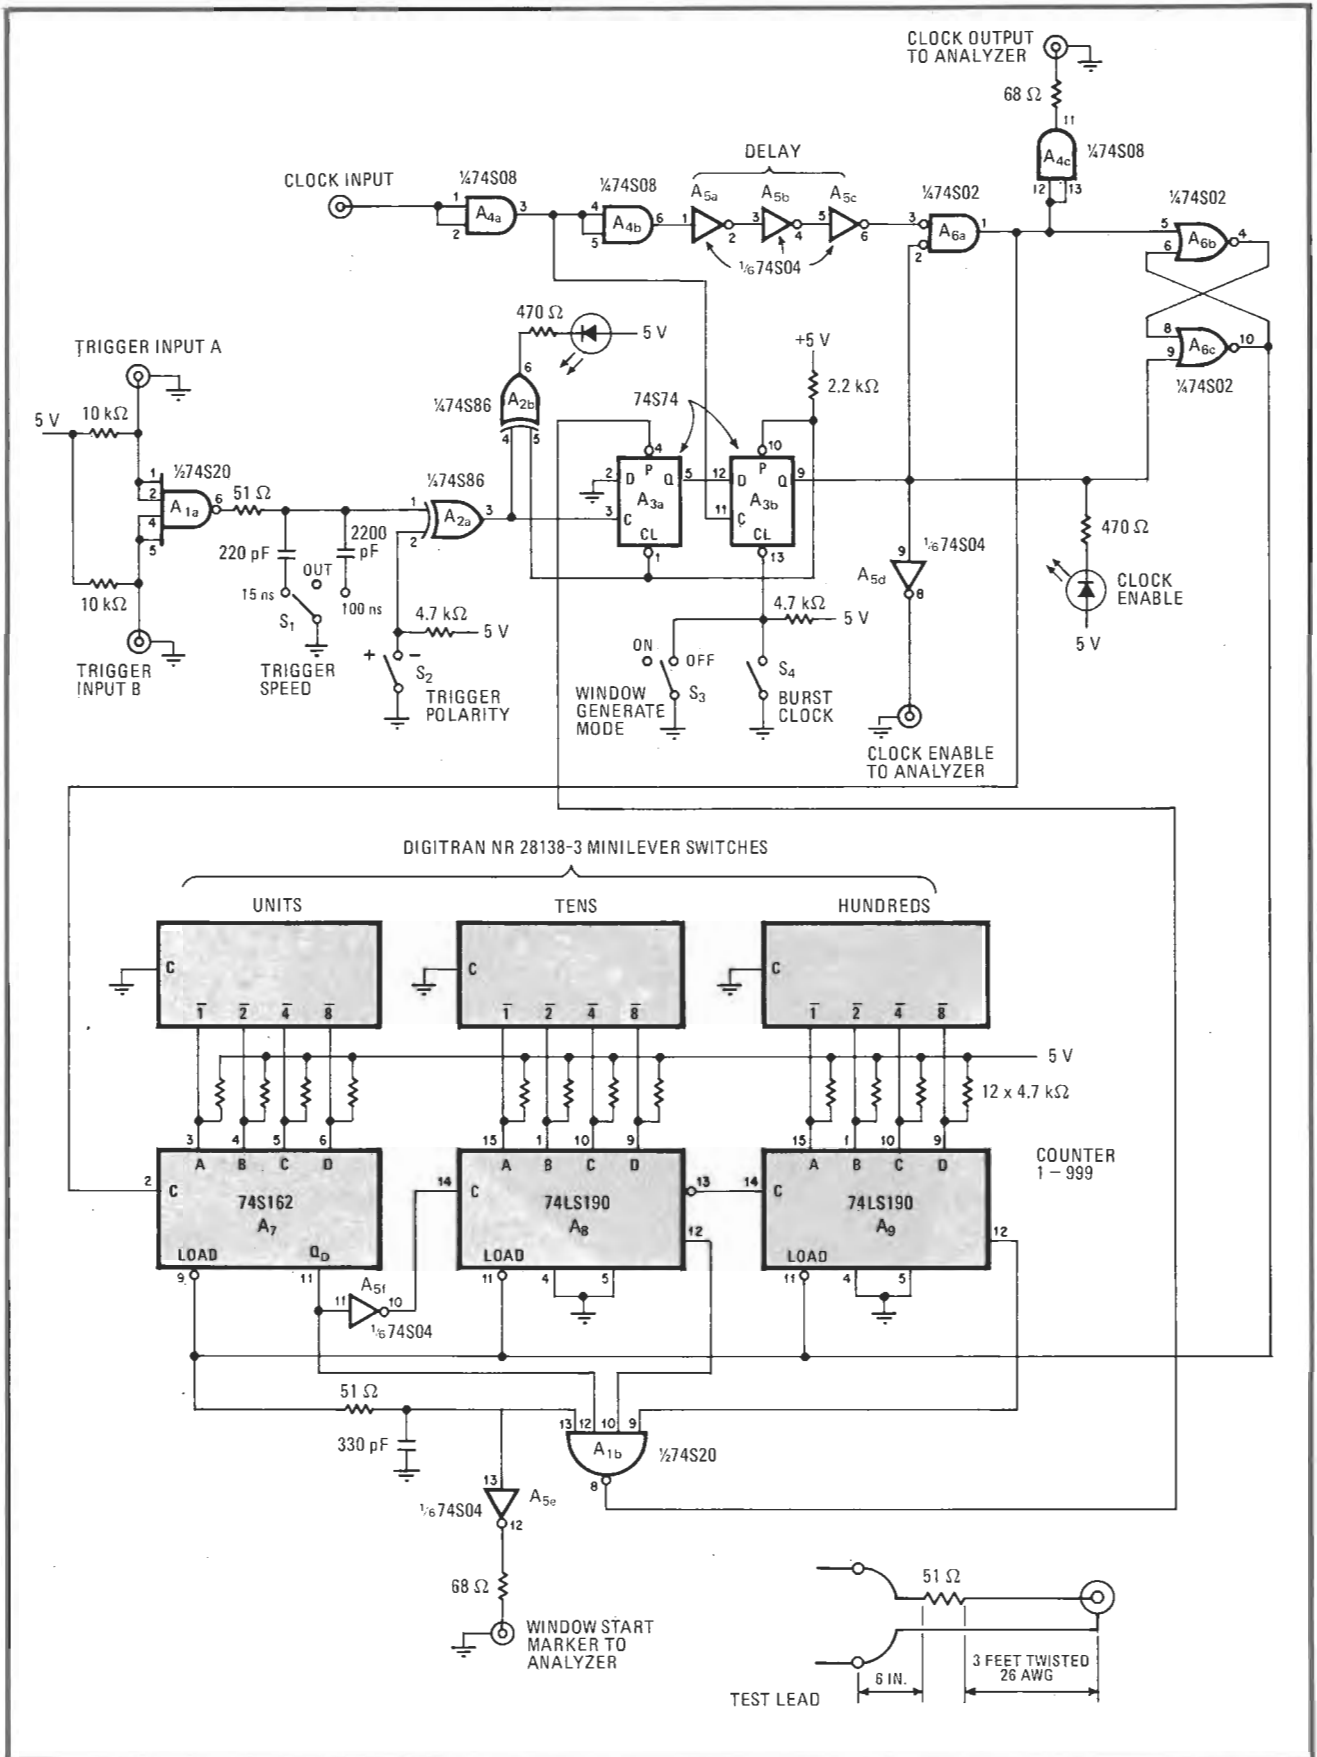 CLOCK OUTPUT
TO ANALYZER
68 Ω
11
A4c
¼74S08
12 13
CLOCK INPUT
¼74S08
1
2
A4a
3
¼74S08
4
5
A4b
6
DELAY
A5a
A5b
A5c
1
2
3
4
5
6
⅙74S04
¼74S02
3
2
A6a
1
¼74S02
5
6
A6b
4
8
9
A6c
10
¼74S02
TRIGGER INPUT A
5 V
10 kΩ
½74S20
1
2
4
5
A1a
6
51 Ω
220 pF
2200
pF
OUT
15 ns
100 ns
S1
TRIGGER
SPEED
10 kΩ
TRIGGER
INPUT B
470 Ω
5 V
6
A2b
¼74S86
4
5
¼74S86
1
2
A2a
3
4.7 kΩ
5 V
+
−
S2
TRIGGER
POLARITY
74S74
4
P
2
D
Q
5
A3a
3
C
CL
1
+5 V
2.2 kΩ
10
P
12
D
Q
9
A3b
11
C
CL
13
4.7 kΩ
5 V
ON
OFF
S3
WINDOW
GENERATE
MODE
S4
BURST
CLOCK
9
⅙74S04
A5d
8
CLOCK ENABLE
TO ANALYZER
470 Ω
CLOCK
ENABLE
5 V
DIGITRAN NR 28138-3 MINILEVER SWITCHES
UNITS
TENS
HUNDREDS
C
C
C
1 2 4 8
1 2 4 8
1 2 4 8
5 V
12 x 4.7 kΩ
3 4 5 6
15 1 10 9
15 1 10 9
A B C D
A B C D
A B C D
COUNTER
1 – 999
2
C
74S162
A7
LOAD
QD
9
11
14
C
74LS190
A8
13
12
LOAD
11
4
5
14
C
74LS190
A9
12
LOAD
11
4
5
A5f
11
10
⅙74S04
51 Ω
330 pF
13 12 10 9
A1b
½74S20
8
13
⅙74S04
A5e
12
68 Ω
WINDOW START
MARKER TO
ANALYZER
51 Ω
6 IN.
3 FEET TWISTED
26 AWG
TEST LEAD